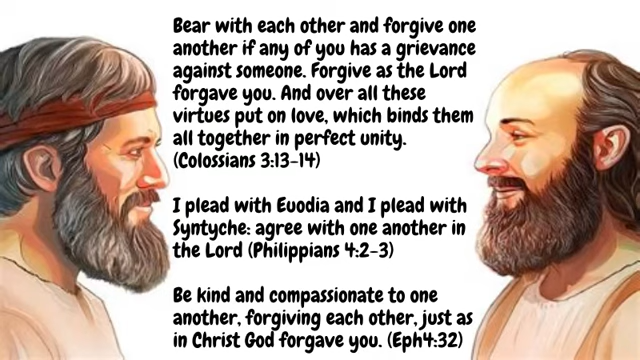 Bear with each other and forgive one
another if any of you has a grievance
against someone. Forgive as the Lord
forgave you. And over all these
virtues put on love, which binds them
all together in perfect unity.
(Colossians 3:13-14)
I plead with Euodia and I plead with
Syntyche: agree with one another in
the Lord (Philippians 4:2-3)
Be kind and compassionate to one
another, forgiving each other, just as
in Christ God forgave you. (Eph4:32)